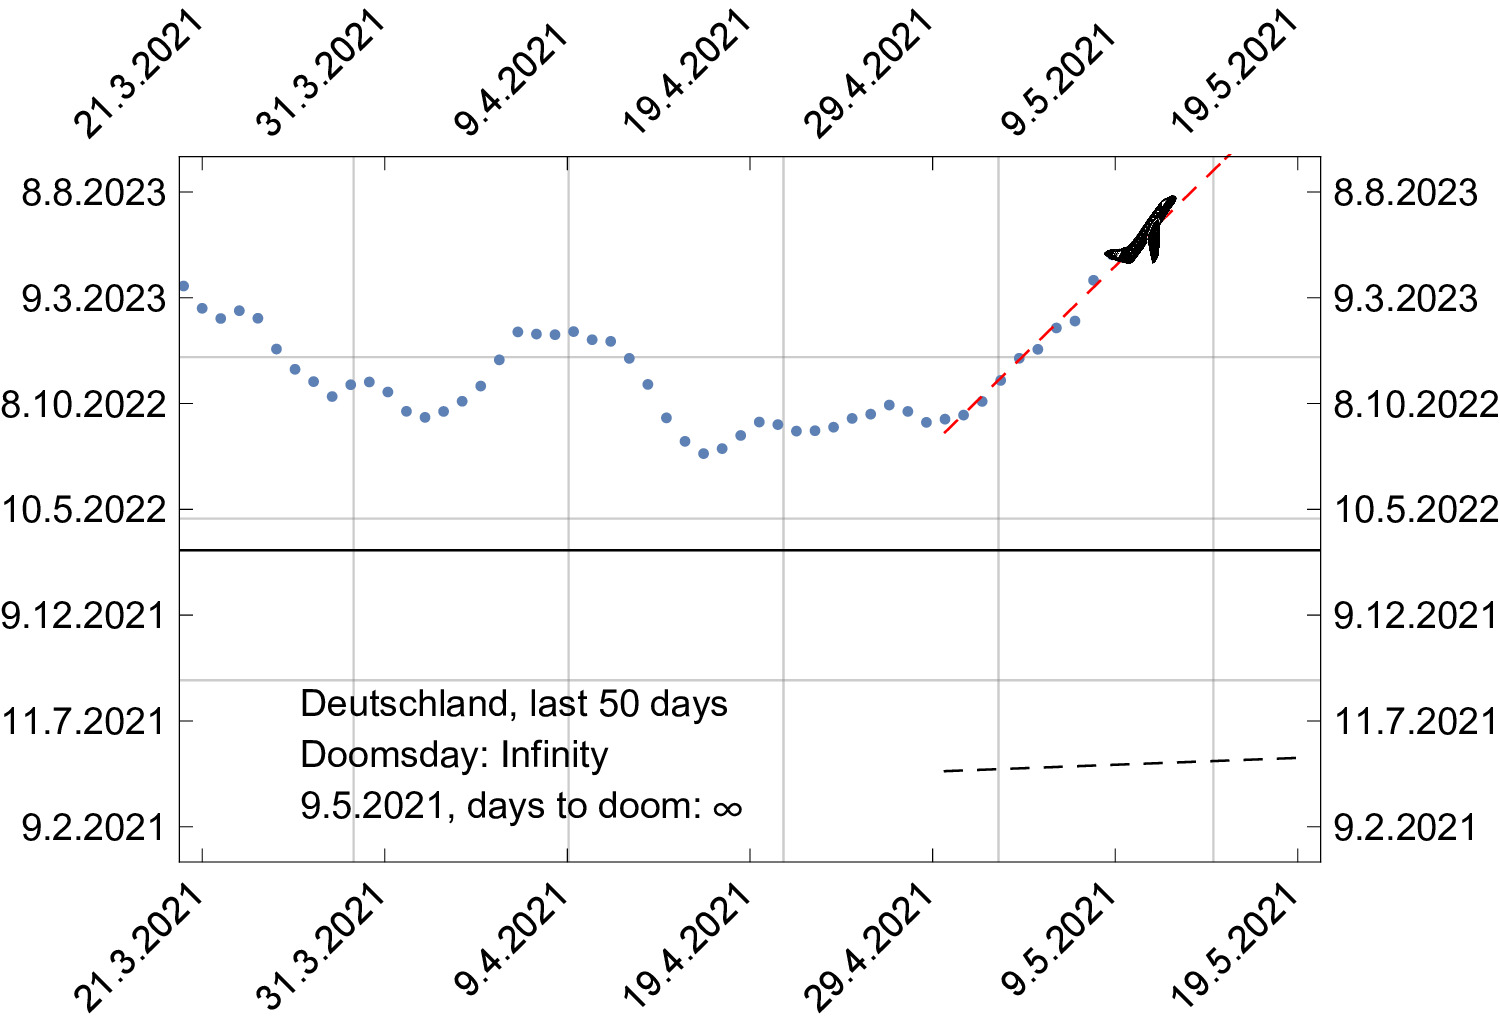 21.3.2021 31.3.2021 9.4.2021 19.4.2021 29.4.2021 9.5.2021 19.5.2021
8.8.2023 8.8.2023
9.3.2023 9.3.2023
8.10.2022 8.10.2022
10.5.2022 10.5.2022
9.12.2021 9.12.2021
Deutschland, last 50 days
11.7.2021 11.7.2021
Doomsday: Infinity
9.5.2021, days to doom: ∞
9.2.2021 9.2.2021
21.3.2021 31.3.2021 9.4.2021 19.4.2021 29.4.2021 9.5.2021 19.5.2021